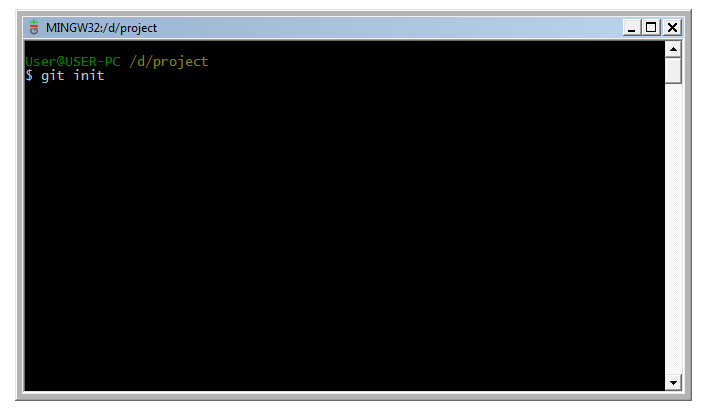 MINGW32:/d/project
User@USER-PC /d/project
$ git init